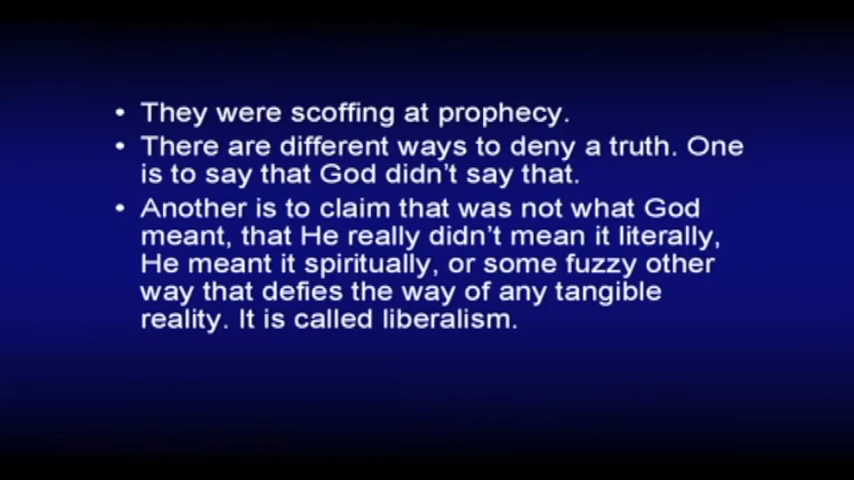 • They were scoffing at prophecy.
• There are different ways to deny a truth. One
is to say that God didn't say that.
• Another is to claim that was not what God
meant, that He really didn't mean it literally,
He meant it spiritually, or some fuzzy other
way that defies the way of any tangible
reality. It is called liberalism.